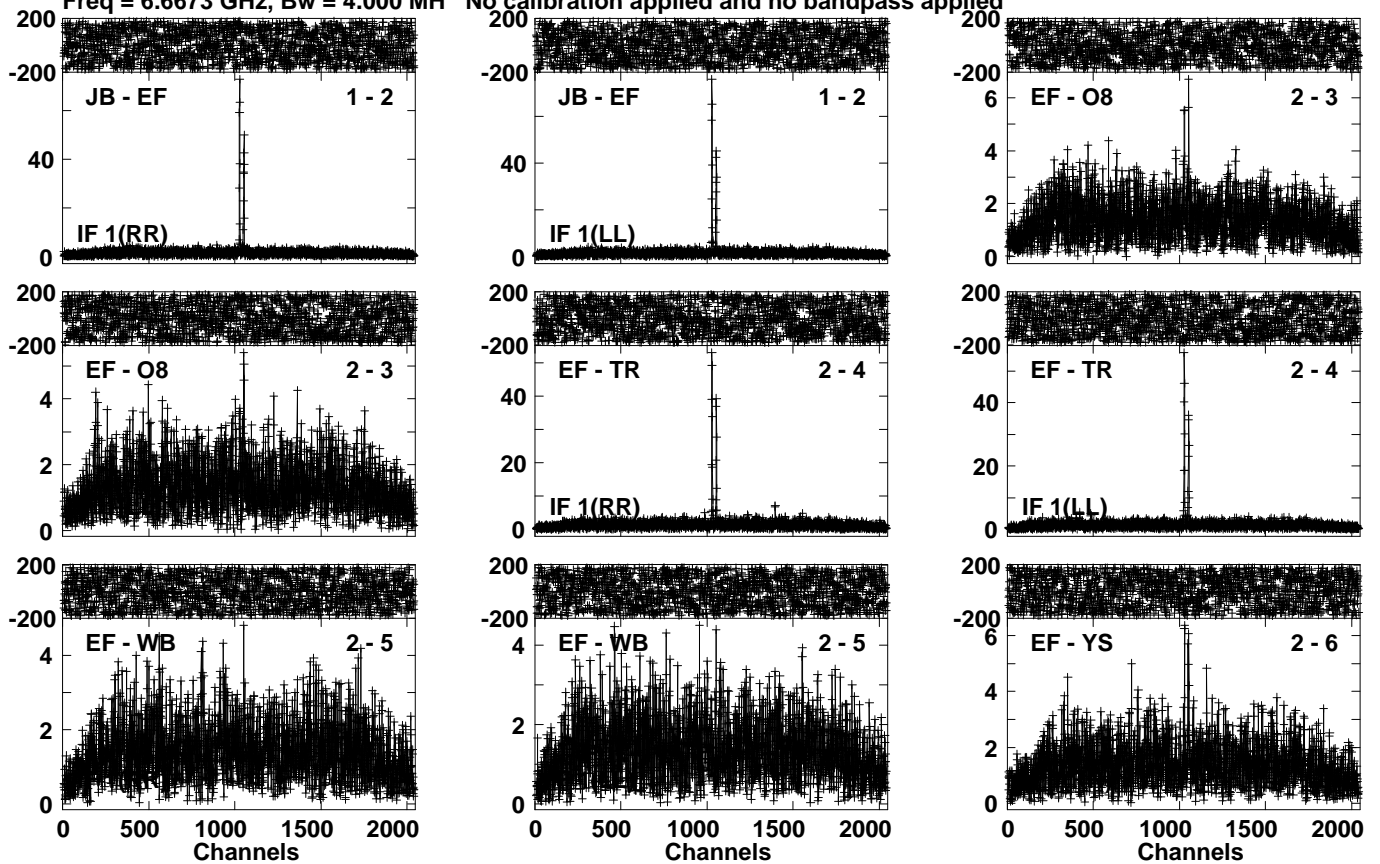 Freq = 6.6673 GHz, Bw = 4.000 MH No calibration applied and no bandpass applied
200 200 200
-200 -200 -200
JB - EF 1 - 2 JB - EF 1 - 2 EF - O8 2 - 3
6
40 40 4
2
IF 1(RR) IF 1(LL)
0 0 0
200 200 200
-200 -200 -200
EF - O8 2 - 3 EF - TR 2 - 4 EF - TR 2 - 4
4 40 40
2 20 20
IF 1(RR) IF 1(LL)
0 0 0
200 200 200
-200 -200 -200
EF - WB 2 - 5 EF - WB 2 - 5 EF - YS 2 - 6
4 4 6
4
2 2 2
0 0 0
0 500 1000 1500 2000 0 500 1000 1500 2000 0 500 1000 1500 2000
Channels Channels Channels